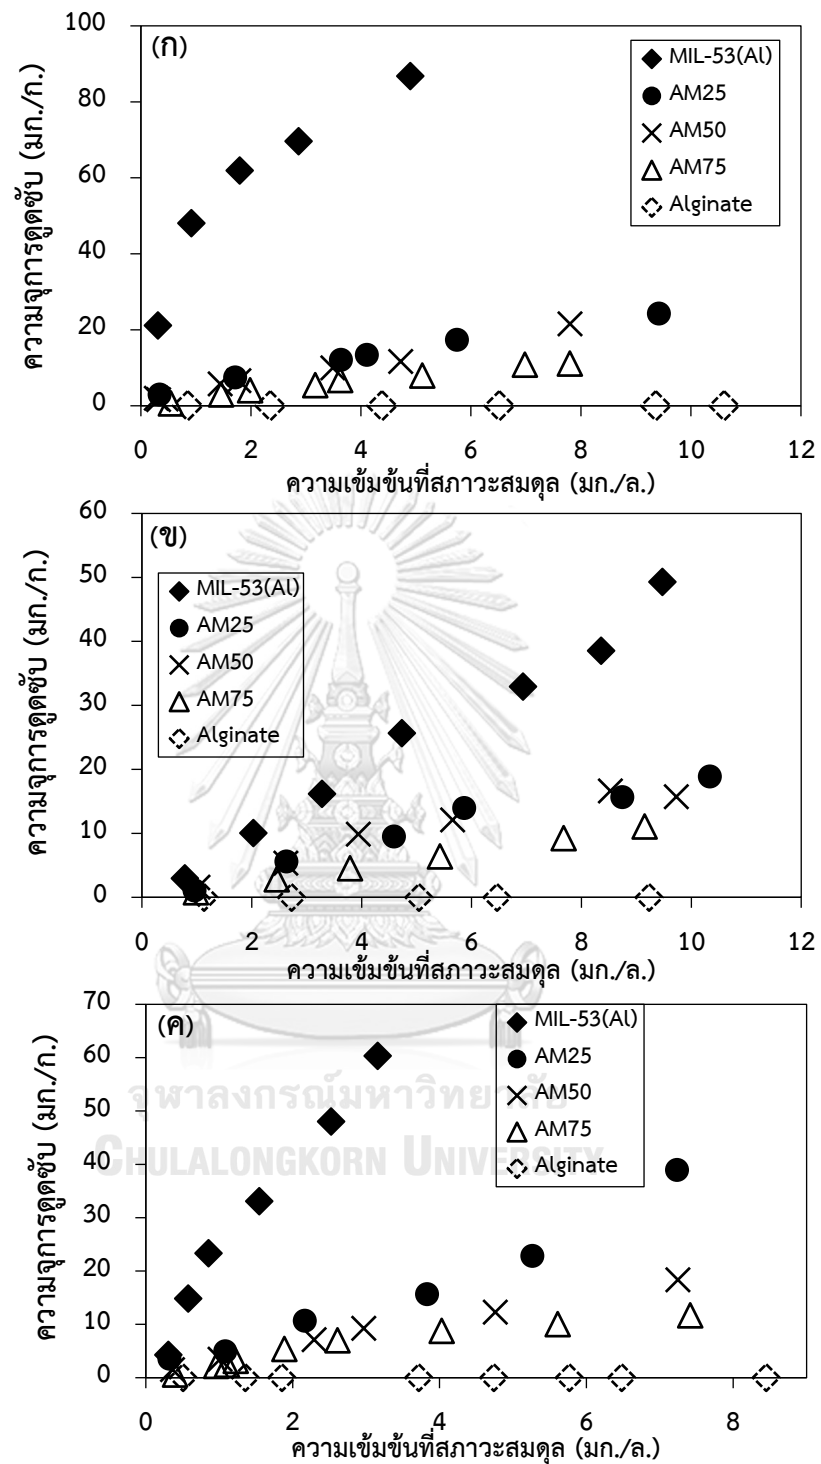 (ก)
100
80
60
40
20
0
ความจุการดูดซับ (มก./ก.)
MIL-53(Al)
AM25
AM50
AM75
Alginate
0 2 4 6 8 10 12
ความเข้มข้นที่สภาวะสมดุล (มก./ล.)
(ข)
60
50
40
30
20
10
0
ความจุการดูดซับ (มก./ก.)
MIL-53(Al)
AM25
AM50
AM75
Alginate
0 2 4 6 8 10 12
ความเข้มข้นที่สภาวะสมดุล (มก./ล.)
(ค)
70
60
50
40
30
20
10
0
ความจุการดูดซับ (มก./ก.)
MIL-53(Al)
AM25
AM50
AM75
Alginate
0 2 4 6 8
ความเข้มข้นที่สภาวะสมดุล (มก./ล.)
จุฬาลงกรณ์มหาวิทยาลัย
CHULALONGKORN UNIVERSITY